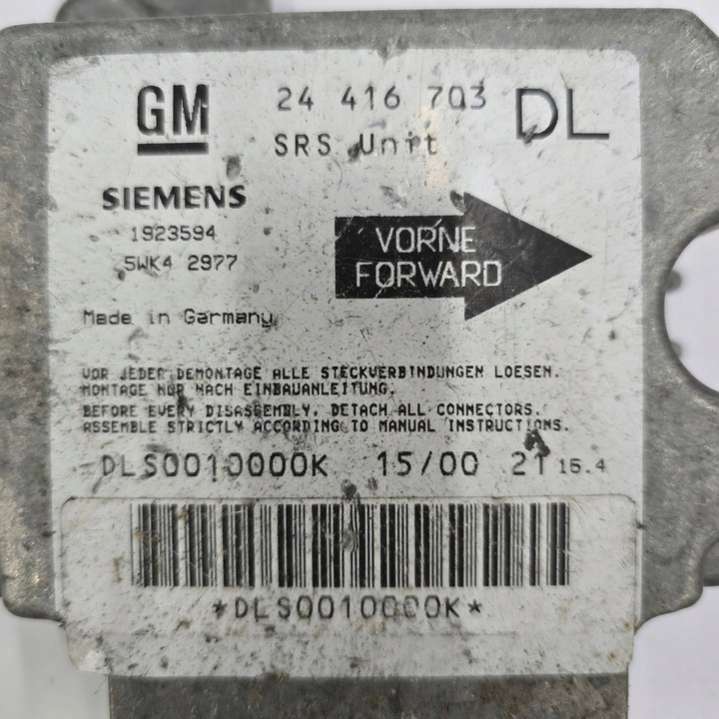 GM 24 416 703 DL
SRS Unit
SIEMENS
1923594
5WK4 2977
VORNE
FORWARD
Made in Germany
VOR JEDER DEMONTAGE ALLE STECKVERBINDUNGEN LOESEN.
MONTAGE NUR NACH EINBAUANLEITUNG.
BEFORE EVERY DISASSEMBLY, DETACH ALL CONNECTORS.
ASSEMBLE STRICTLY ACCORDING TO MANUAL INSTRUCTIONS.
DLS0010000K 15/00 21 16.4
*DLS0010000K*